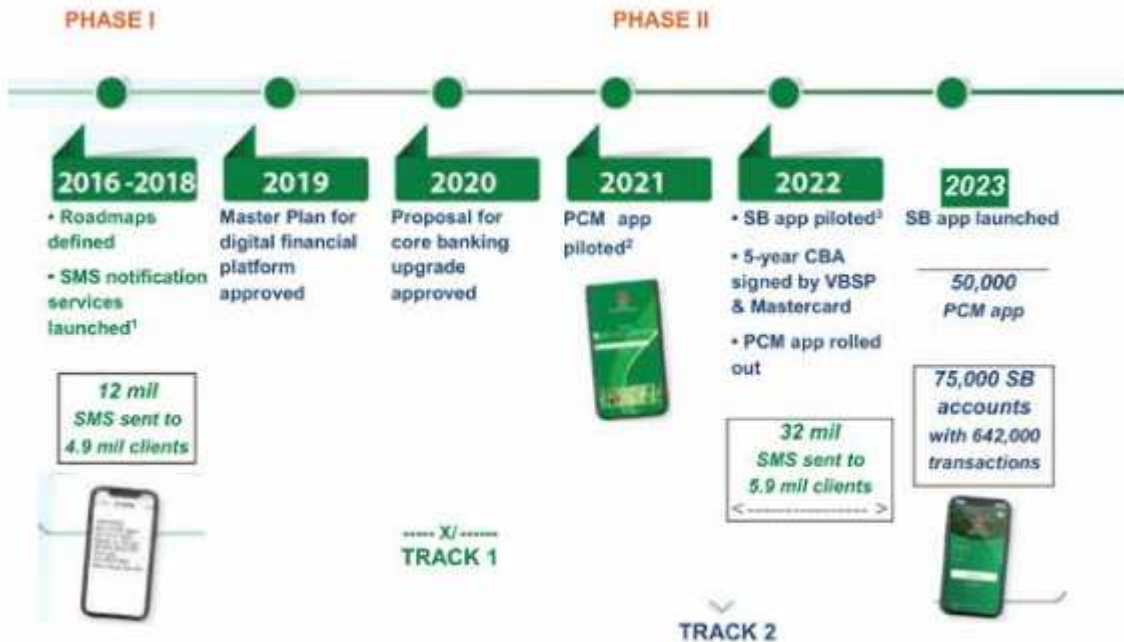 PHASE I
PHASE II
2016 -2018
• Roadmaps
defined
• SMS notification
services
launched¹
12 mil
SMS sent to
4.9 mil clients
2019
Master Plan for
digital financial
platform
approved
2020
Proposal for
core banking
upgrade
approved
2021
PCM app
piloted²
2022
• SB app piloted³
• 5-year CBA
signed by VBSP
& Mastercard
• PCM app rolled
out
32 mil
SMS sent to
5.9 mil clients
<---------------- >
2023
SB app launched
50,000
PCM app
75,000 SB
accounts
with 642,000
transactions
----- X/ ------
TRACK 1
TRACK 2